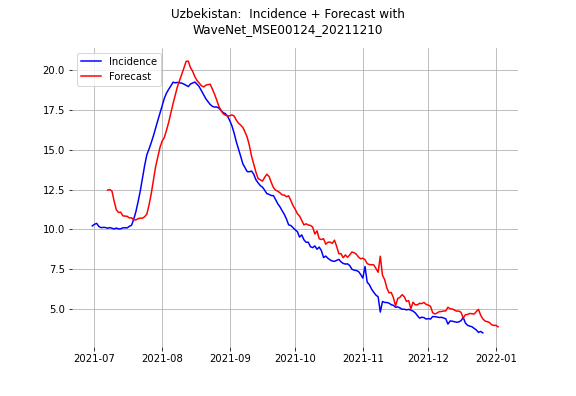 Uzbekistan:  Incidence + Forecast with
WaveNet_MSE00124_20211210
Incidence
Forecast
20.0
17.5
15.0
12.5
10.0
7.5
5.0
2021-07 2021-08 2021-09 2021-10 2021-11 2021-12 2022-01